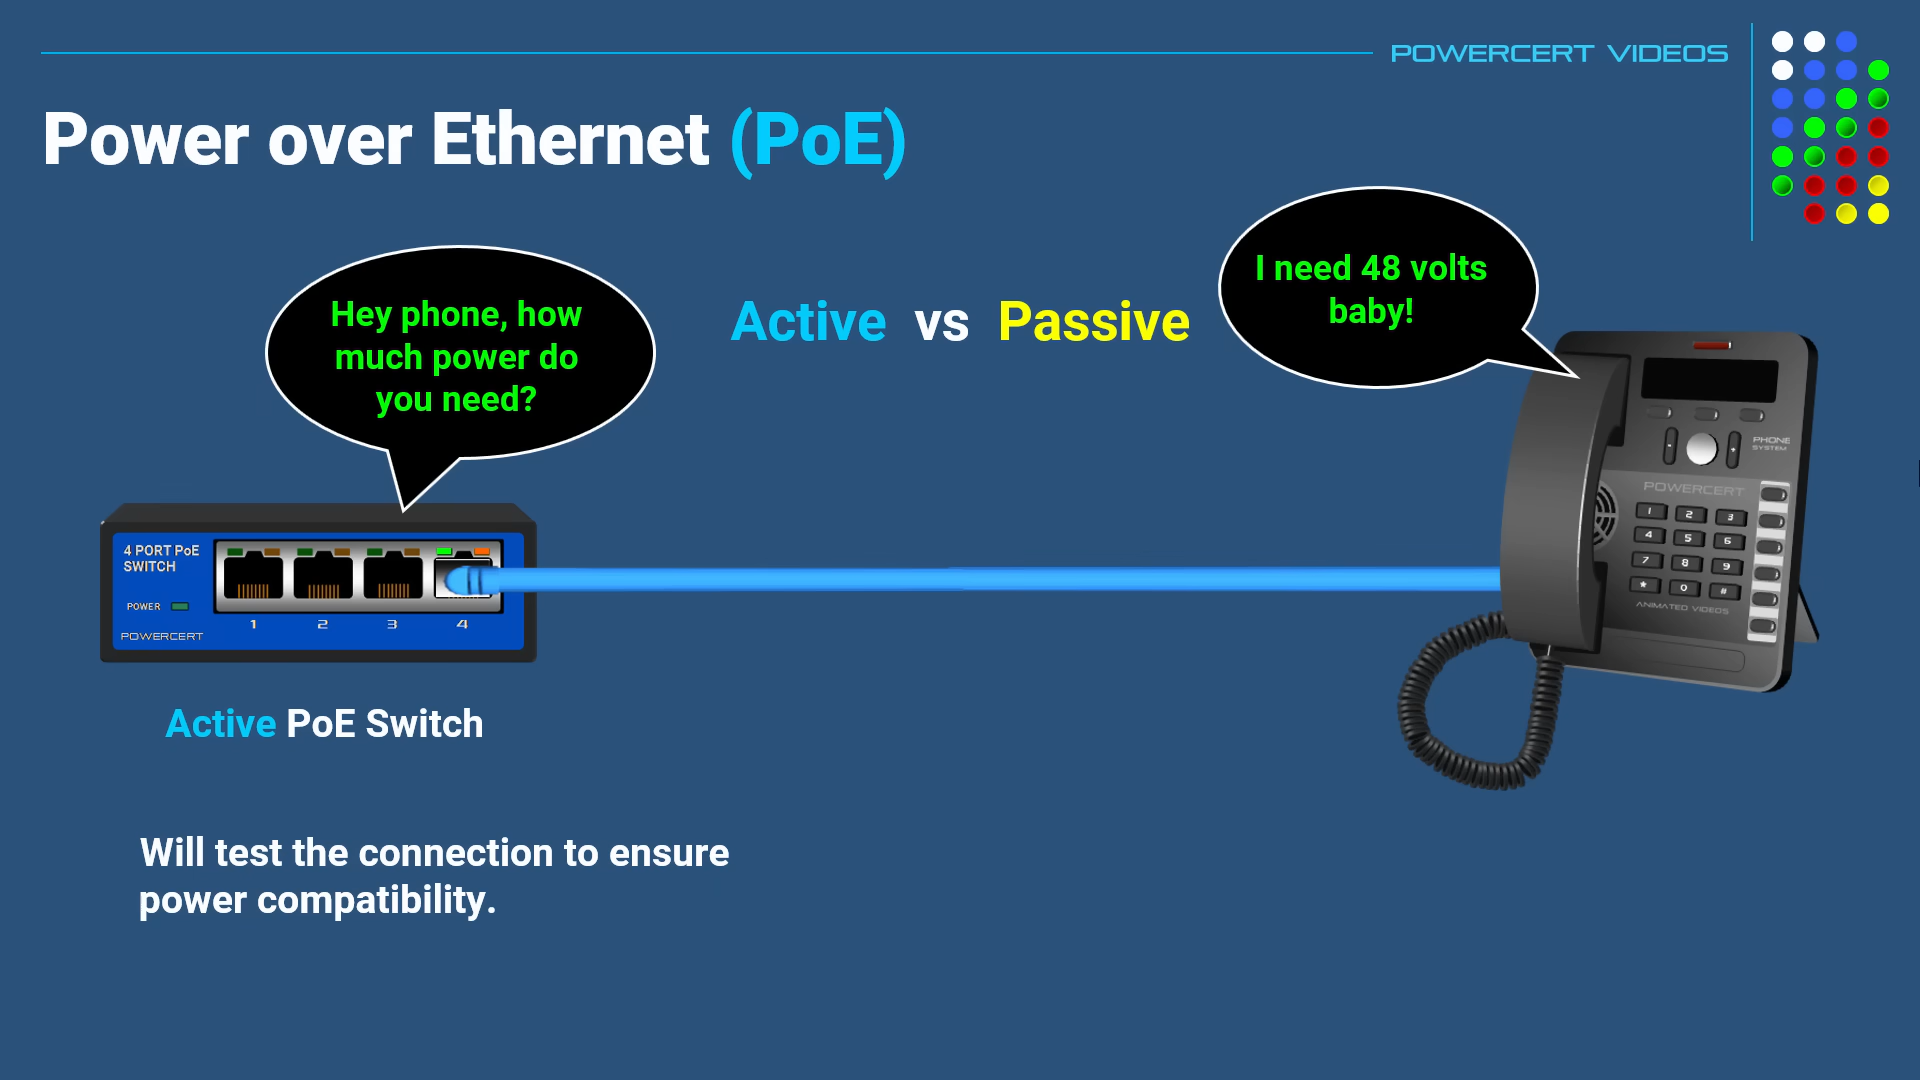 POWERCERT VIDEOS
Power over Ethernet (PoE)
Hey phone, how
much power do
you need?
Active vs Passive
I need 48 volts
baby!
4 PORT PoE
SWITCH
POWER
POWERCERT
1 2 3 4
PHONE
SYSTEM
- +
POWERCERT
1 2 3
4 5 6
7 8 9
* 0 #
ANIMATED VIDEOS
Active PoE Switch
Will test the connection to ensure
power compatibility.